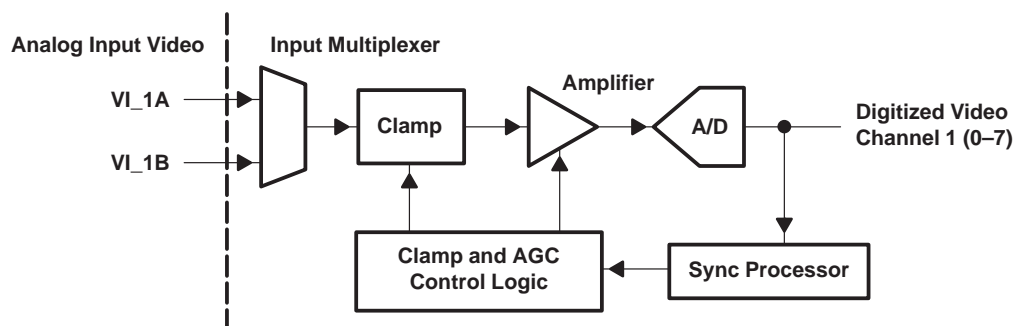 Analog Input Video
Input Multiplexer
Amplifier
VI_1A
Clamp
A/D
Digitized Video
Channel 1 (0–7)
VI_1B
Clamp and AGC
Control Logic
Sync Processor